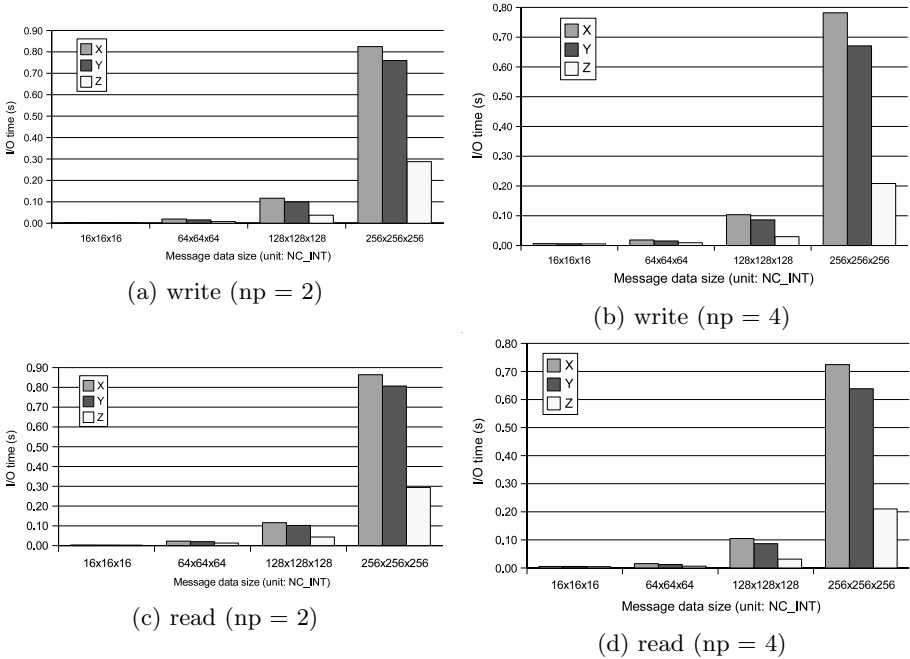 0.90
0.80
0.70
0.60
0.50
0.40
0.30
0.20
0.10
0.00
I/O time (s)
X
Y
Z
16x16x16 64x64x64 128x128x128 256x256x256
Message data size (unit: NC_INT)
(a) write (np = 2)
0.80
0.70
0.60
0.50
0.40
0.30
0.20
0.10
0.00
I/O time (s)
X
Y
Z
16x16x16 64x64x64 128x128x128 256x256x256
Message data size (unit: NC_INT)
(b) write (np = 4)
0.90
0.80
0.70
0.60
0.50
0.40
0.30
0.20
0.10
0.00
I/O time (s)
X
Y
Z
16x16x16 64x64x64 128x128x128 256x256x256
Message data size (unit: NC_INT)
(c) read (np = 2)
0.80
0.70
0.60
0.50
0.40
0.30
0.20
0.10
0.00
I/O time (s)
X
Y
Z
16x16x16 64x64x64 128x128x128 256x256x256
Message data size (unit: NC_INT)
(d) read (np = 4)